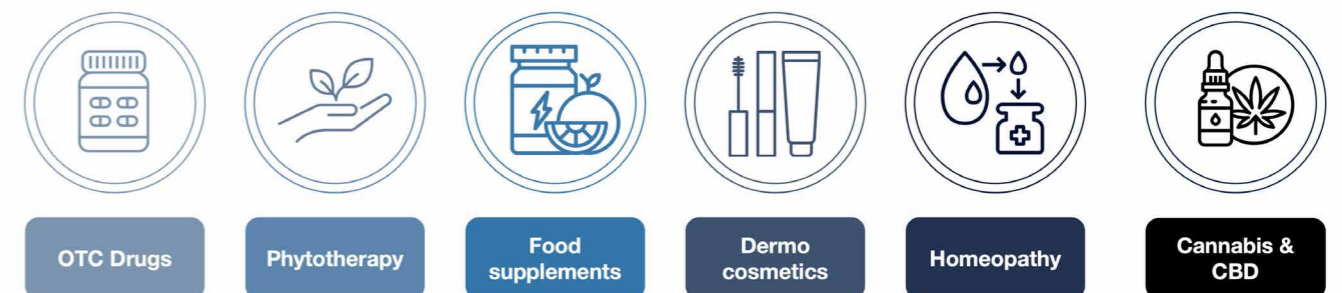 OTC Drugs
Phytotherapy
Food
supplements
Dermo
cosmetics
Homeopathy
Cannabis &
CBD